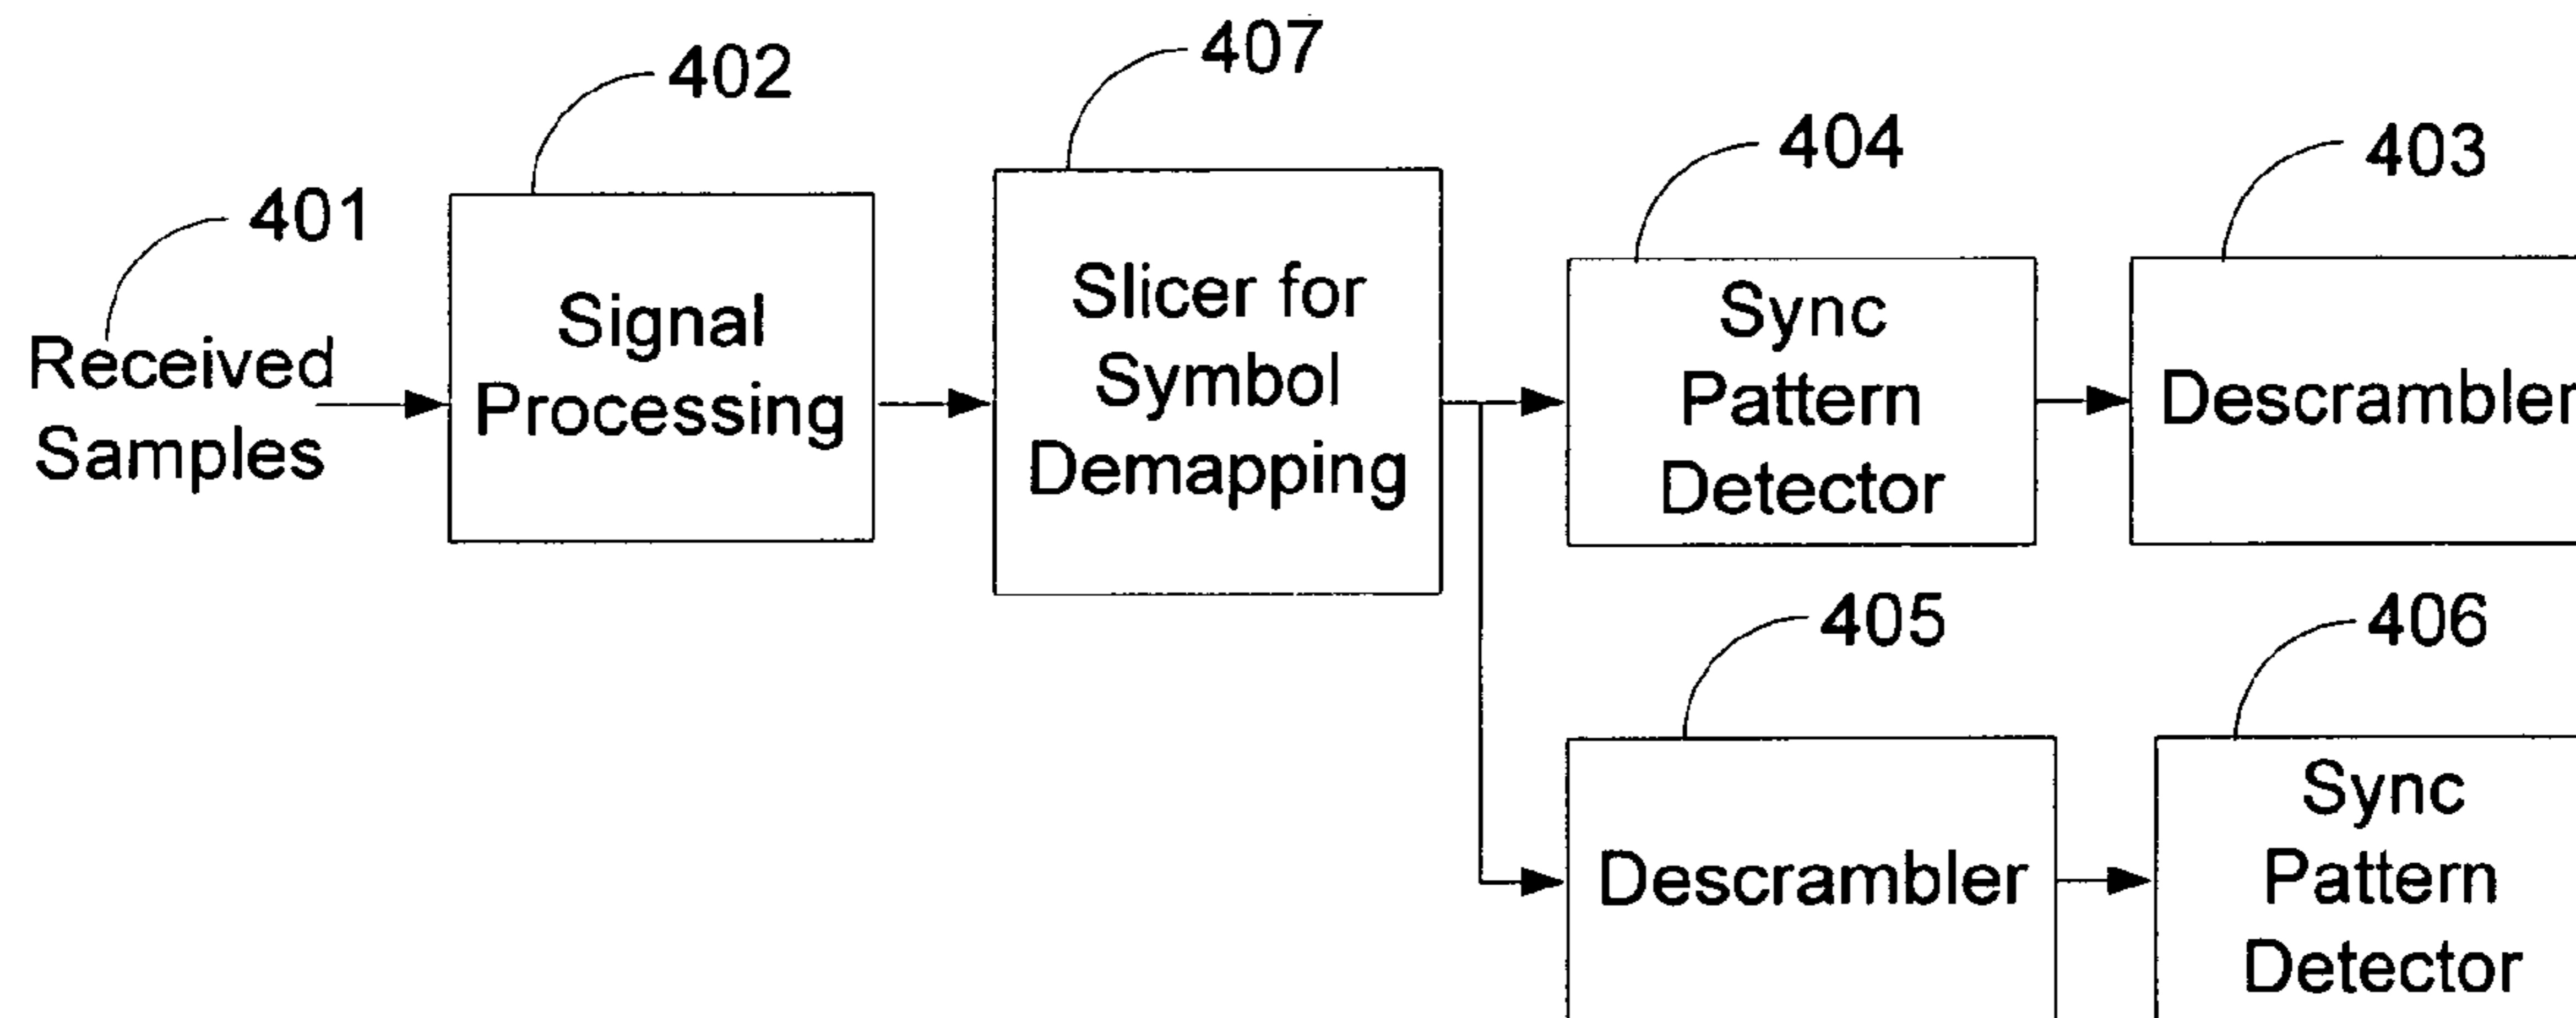 402
407
401
404
403
Received
Samples
Signal
Processing
Slicer for
Symbol
Demapping
Sync
Pattern
Detector
Descrambler
405
406
Descrambler
Sync
Pattern
Detector